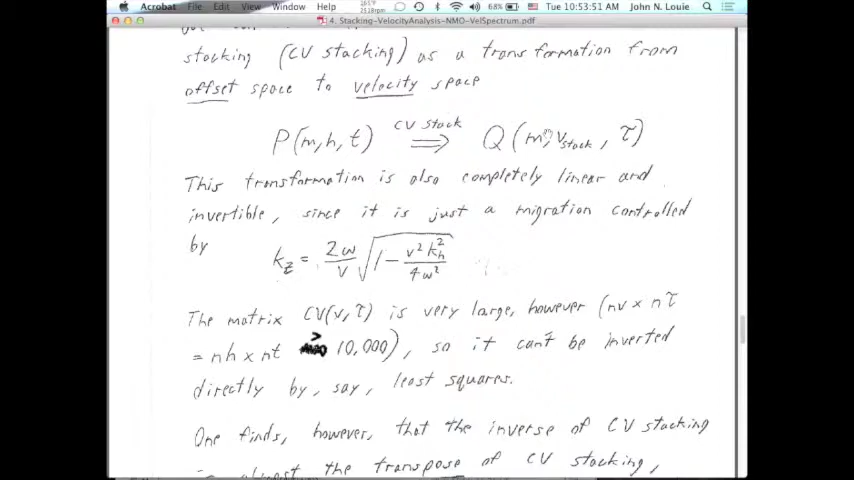 Acrobat File Edit View Window Help 68% Tue 10:53:51 AM John N. Louie
4. Stacking-VelocityAnalysis-NMO-VelSpectrum.pdf
stacking (CV stacking) as a transformation from
offset space to velocity space
P(m,h,t) CV stack ⟹ Q(m, v_stack, τ)
This transformation is also completely linear and
invertible, since it is just a migration controlled
by k_z = 2ω/v √(1 - v² k_h²/4ω²)
The matrix CV(v,τ) is very large, however (nv x nτ
= nh x nt > 10,000), so it can't be inverted
directly by, say, least squares.
One finds, however, that the inverse of CV stacking
almost the transpose of CV stacking,